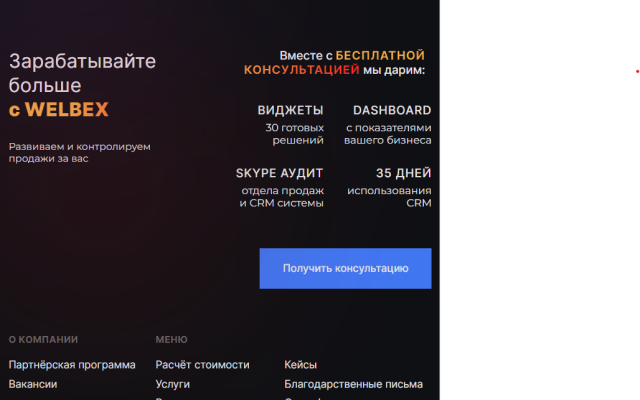 Зарабатывайте
больше
с WELBEX
Развиваем и контролируем
продажи за вас
Вместе с БЕСПЛАТНОЙ
КОНСУЛЬТАЦИЕЙ мы дарим:
ВИДЖЕТЫ
30 готовых
решений
DASHBOARD
с показателями
вашего бизнеса
SKYPE АУДИТ
отдела продаж
и CRM системы
35 ДНЕЙ
использования
CRM
Получить консультацию
О КОМПАНИИ
Партнёрская программа
Вакансии
МЕНЮ
Расчёт стоимости
Услуги
Кейсы
Благодарственные письма